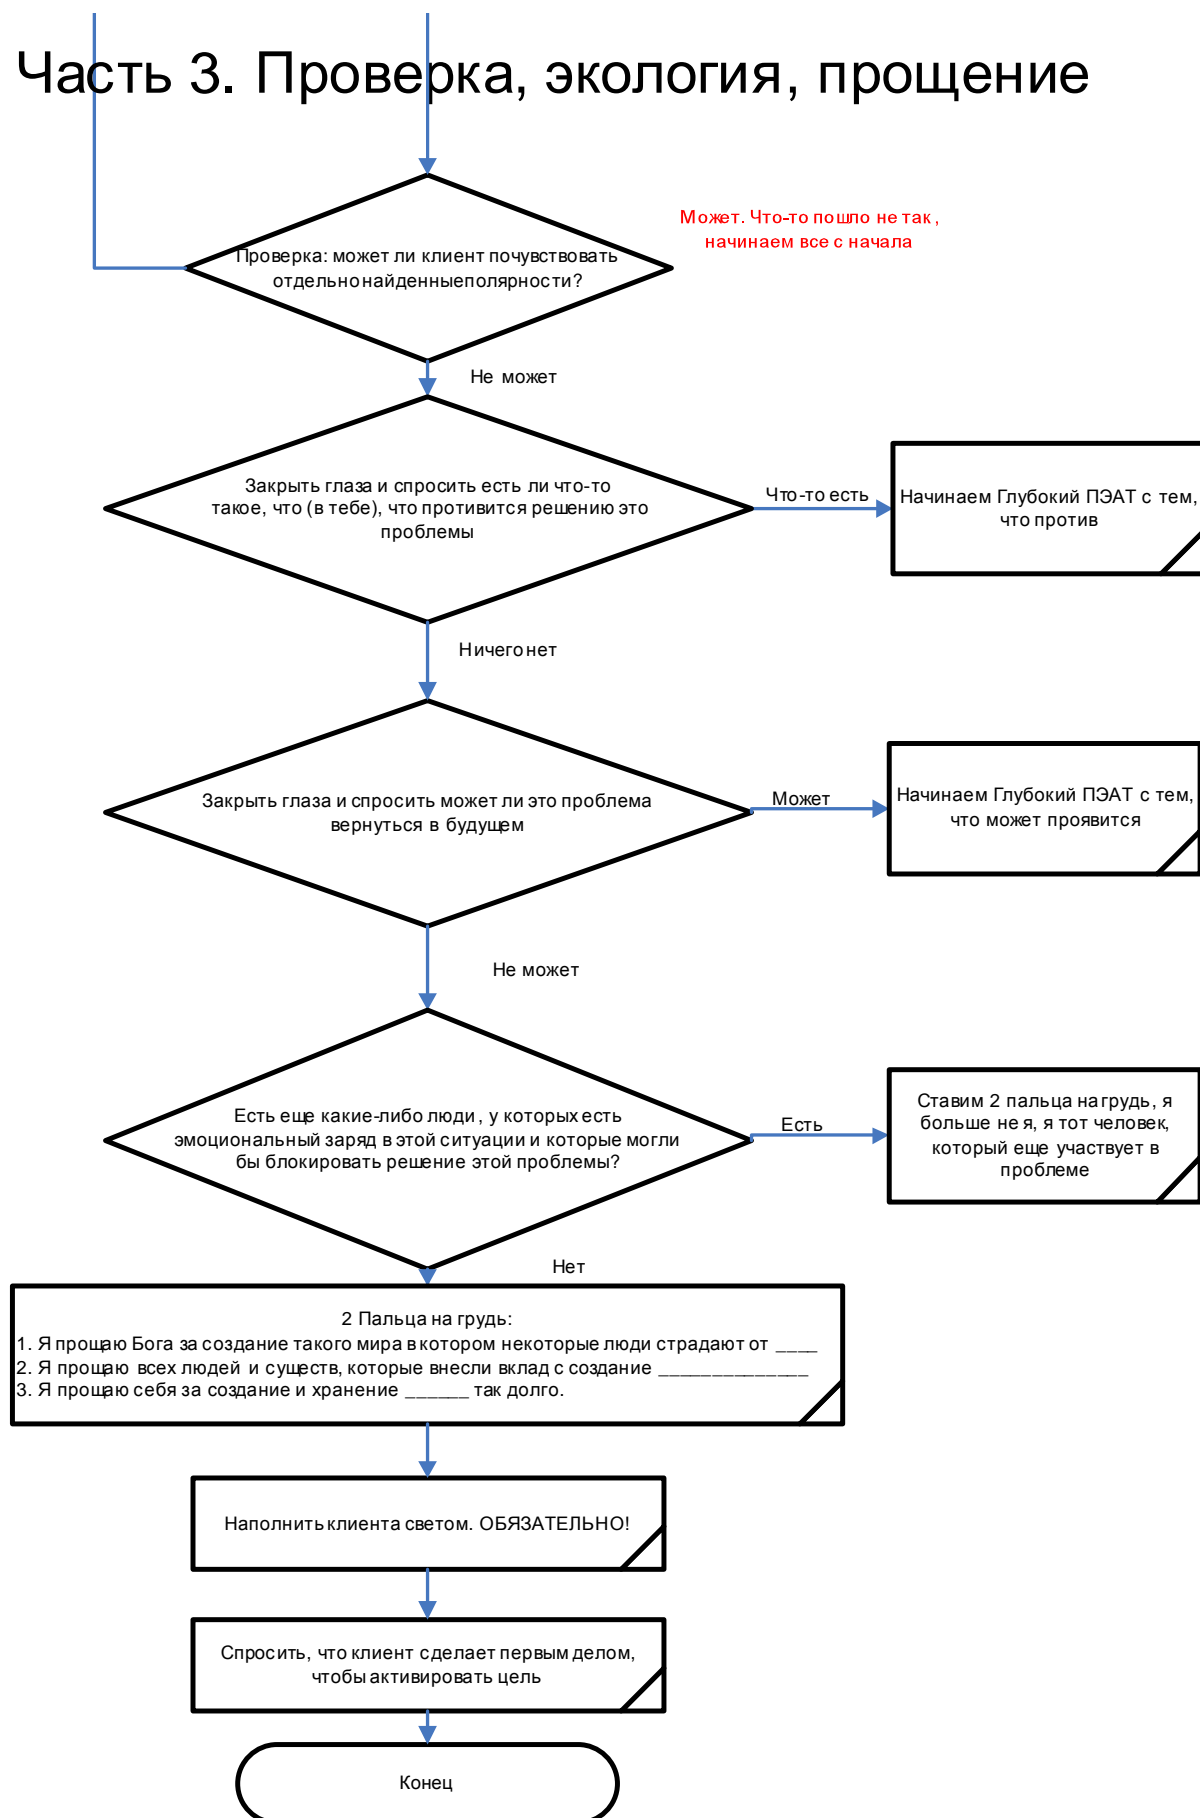 Часть 3. Проверка, экология, прощение
Может. Что-то пошло не так,
начинаем все с начала
Проверка: может ли клиент почувствовать
отдельно найденные полярности?
Не может
Закрыть глаза и спросить есть ли что-то
такое, что (в тебе), что противится решению это
проблемы
Что-то есть
Начинаем Глубокий ПЭАТ с тем,
что против
Ничего нет
Закрыть глаза и спросить может ли это проблема
вернуться в будущем
Может
Начинаем Глубокий ПЭАТ с тем,
что может проявится
Не может
Есть еще какие-либо люди, у которых есть
эмоциональный заряд в этой ситуации и которые могли
бы блокировать решение этой проблемы?
Есть
Ставим 2 пальца на грудь, я
больше не я, я тот человек,
который еще участвует в
проблеме
Нет
2 Пальца на грудь:
1. Я прощаю Бога за создание такого мира в котором некоторые люди страдают от ____
2. Я прощаю всех людей и существ, которые внесли вклад с создание ______________
3. Я прощаю себя за создание и хранение ______ так долго.
Наполнить клиента светом. ОБЯЗАТЕЛЬНО!
Спросить, что клиент сделает первым делом,
чтобы активировать цель
Конец